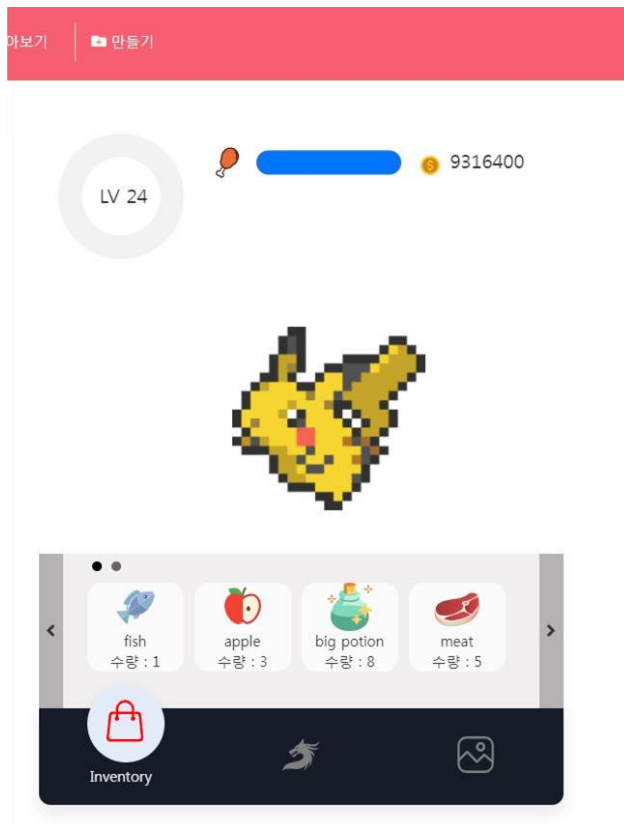 아보기
만들기
LV 24
9316400
fish
수량 : 1
apple
수량 : 3
big potion
수량 : 8
meat
수량 : 5
Inventory